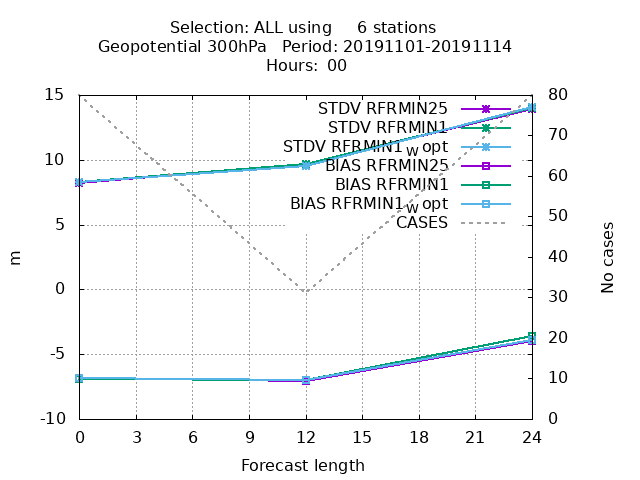 Selection: ALL using 6 stations
Geopotential 300hPa Period: 20191101-20191114
Hours: 00
15
10
5
0
-5
-10
m
80
70
60
50
40
30
20
10
0
No cases
STDV RFRMIN25
STDV RFRMIN1
STDV RFRMIN1_w opt
BIAS RFRMIN25
BIAS RFRMIN1
BIAS RFRMIN1_w opt
CASES
0 3 6 9 12 15 18 21 24
Forecast length